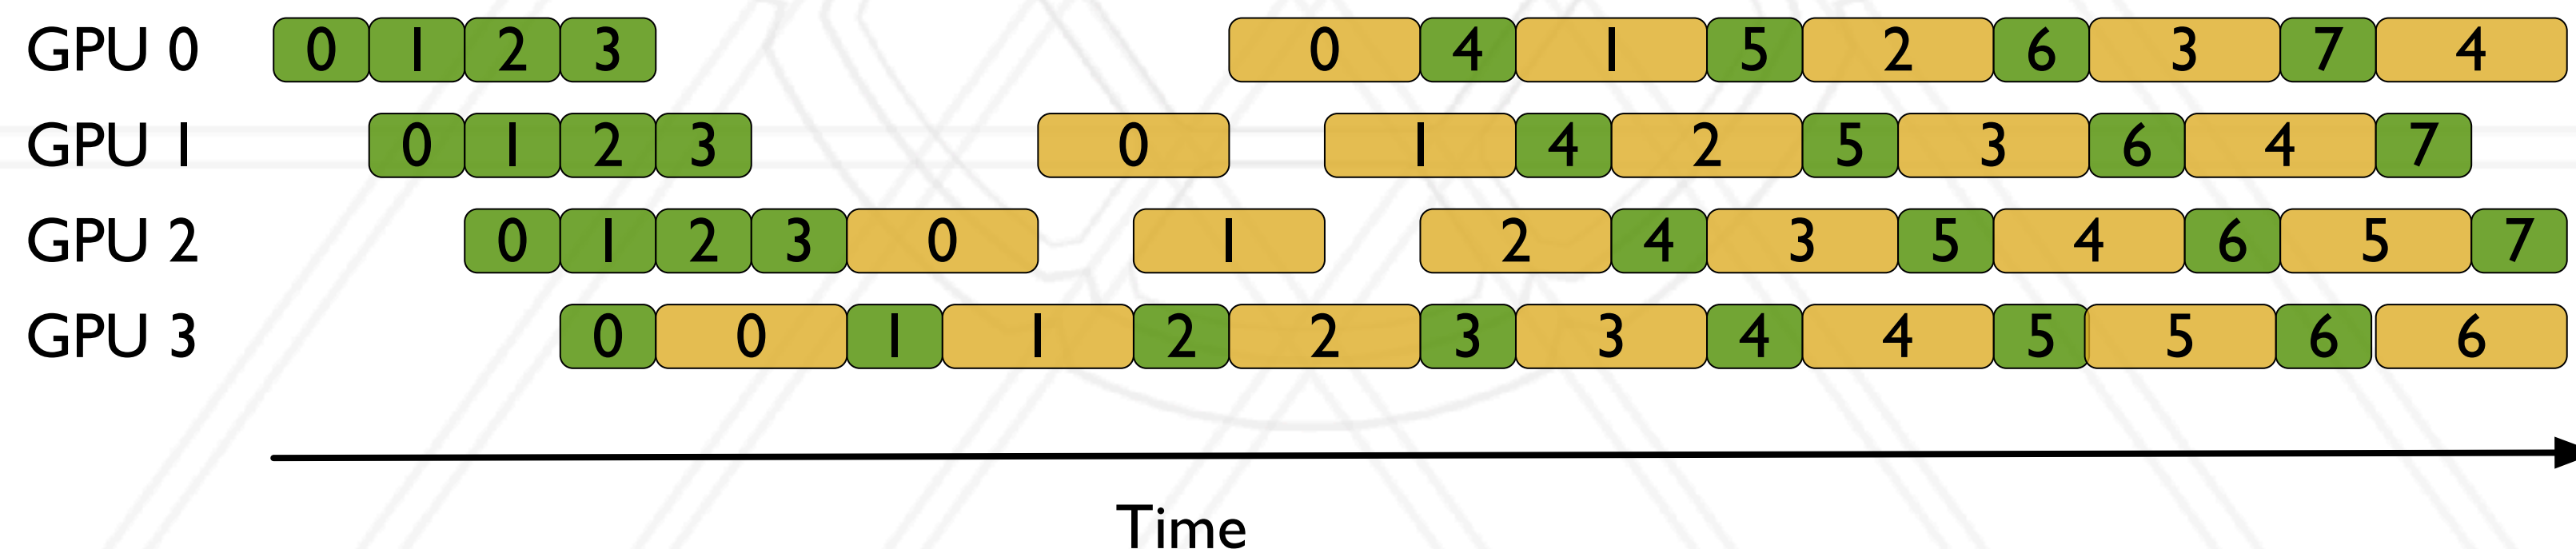 GPU 0 0 1 2 3 0 4 1 5 2 6 3 7 4
GPU 1 0 1 2 3 0 1 4 2 5 3 6 4 7
GPU 2 0 1 2 3 0 1 2 4 3 5 4 6 5 7
GPU 3 0 0 1 1 2 2 3 3 4 4 5 5 6 6
Time